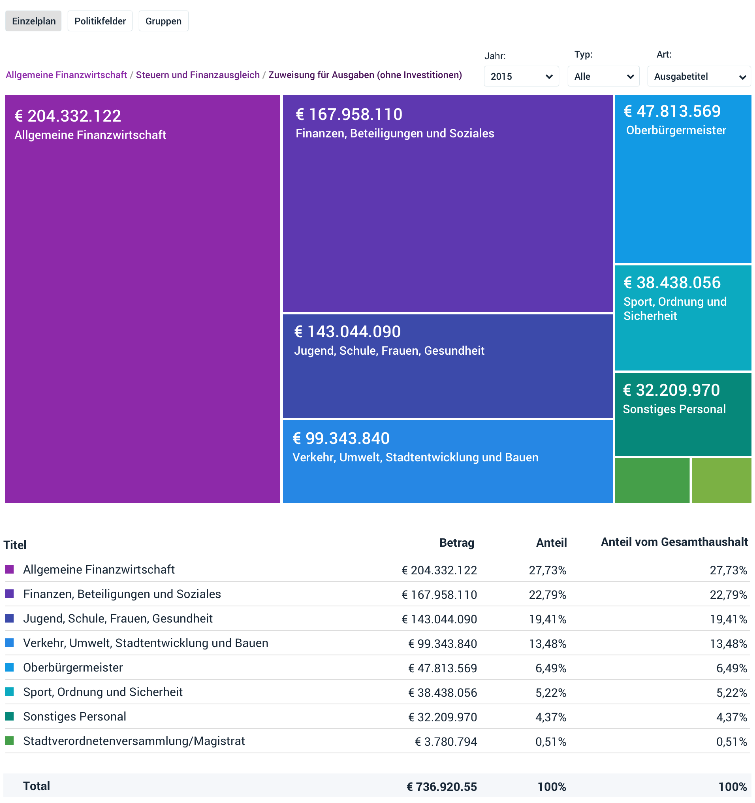 Einzelplan Politikfelder Gruppen
Jahr: Typ: Art:
Allgemeine Finanzwirtschaft / Steuern und Finanzausgleich / Zuweisung für Ausgaben (ohne Investitionen) 2015 Alle Ausgabetitel
€ 204.332.122
Allgemeine Finanzwirtschaft
€ 167.958.110
Finanzen, Beteiligungen und Soziales
€ 143.044.090
Jugend, Schule, Frauen, Gesundheit
€ 99.343.840
Verkehr, Umwelt, Stadtentwicklung und Bauen
€ 47.813.569
Oberbürgermeister
€ 38.438.056
Sport, Ordnung und
Sicherheit
€ 32.209.970
Sonstiges Personal
Titel Betrag Anteil Anteil vom Gesamthaushalt
Allgemeine Finanzwirtschaft € 204.332.122 27,73% 27,73%
Finanzen, Beteiligungen und Soziales € 167.958.110 22,79% 22,79%
Jugend, Schule, Frauen, Gesundheit € 143.044.090 19,41% 19,41%
Verkehr, Umwelt, Stadtentwicklung und Bauen € 99.343.840 13,48% 13,48%
Oberbürgermeister € 47.813.569 6,49% 6,49%
Sport, Ordnung und Sicherheit € 38.438.056 5,22% 5,22%
Sonstiges Personal € 32.209.970 4,37% 4,37%
Stadtverordnetenversammlung/Magistrat € 3.780.794 0,51% 0,51%
Total € 736.920.55 100% 100%